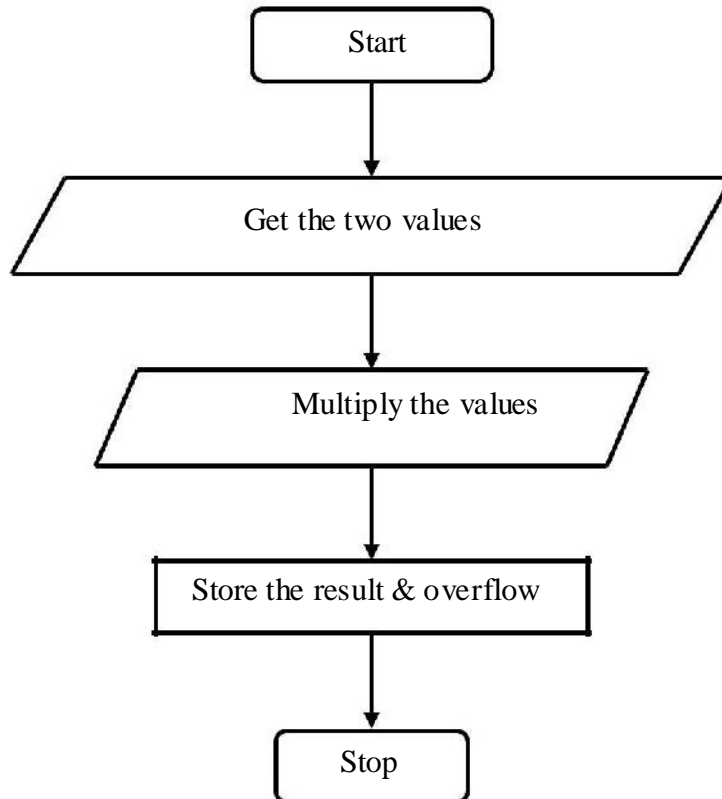 Start
Get the two values
Multiply the values
Store the result & overflow
Stop